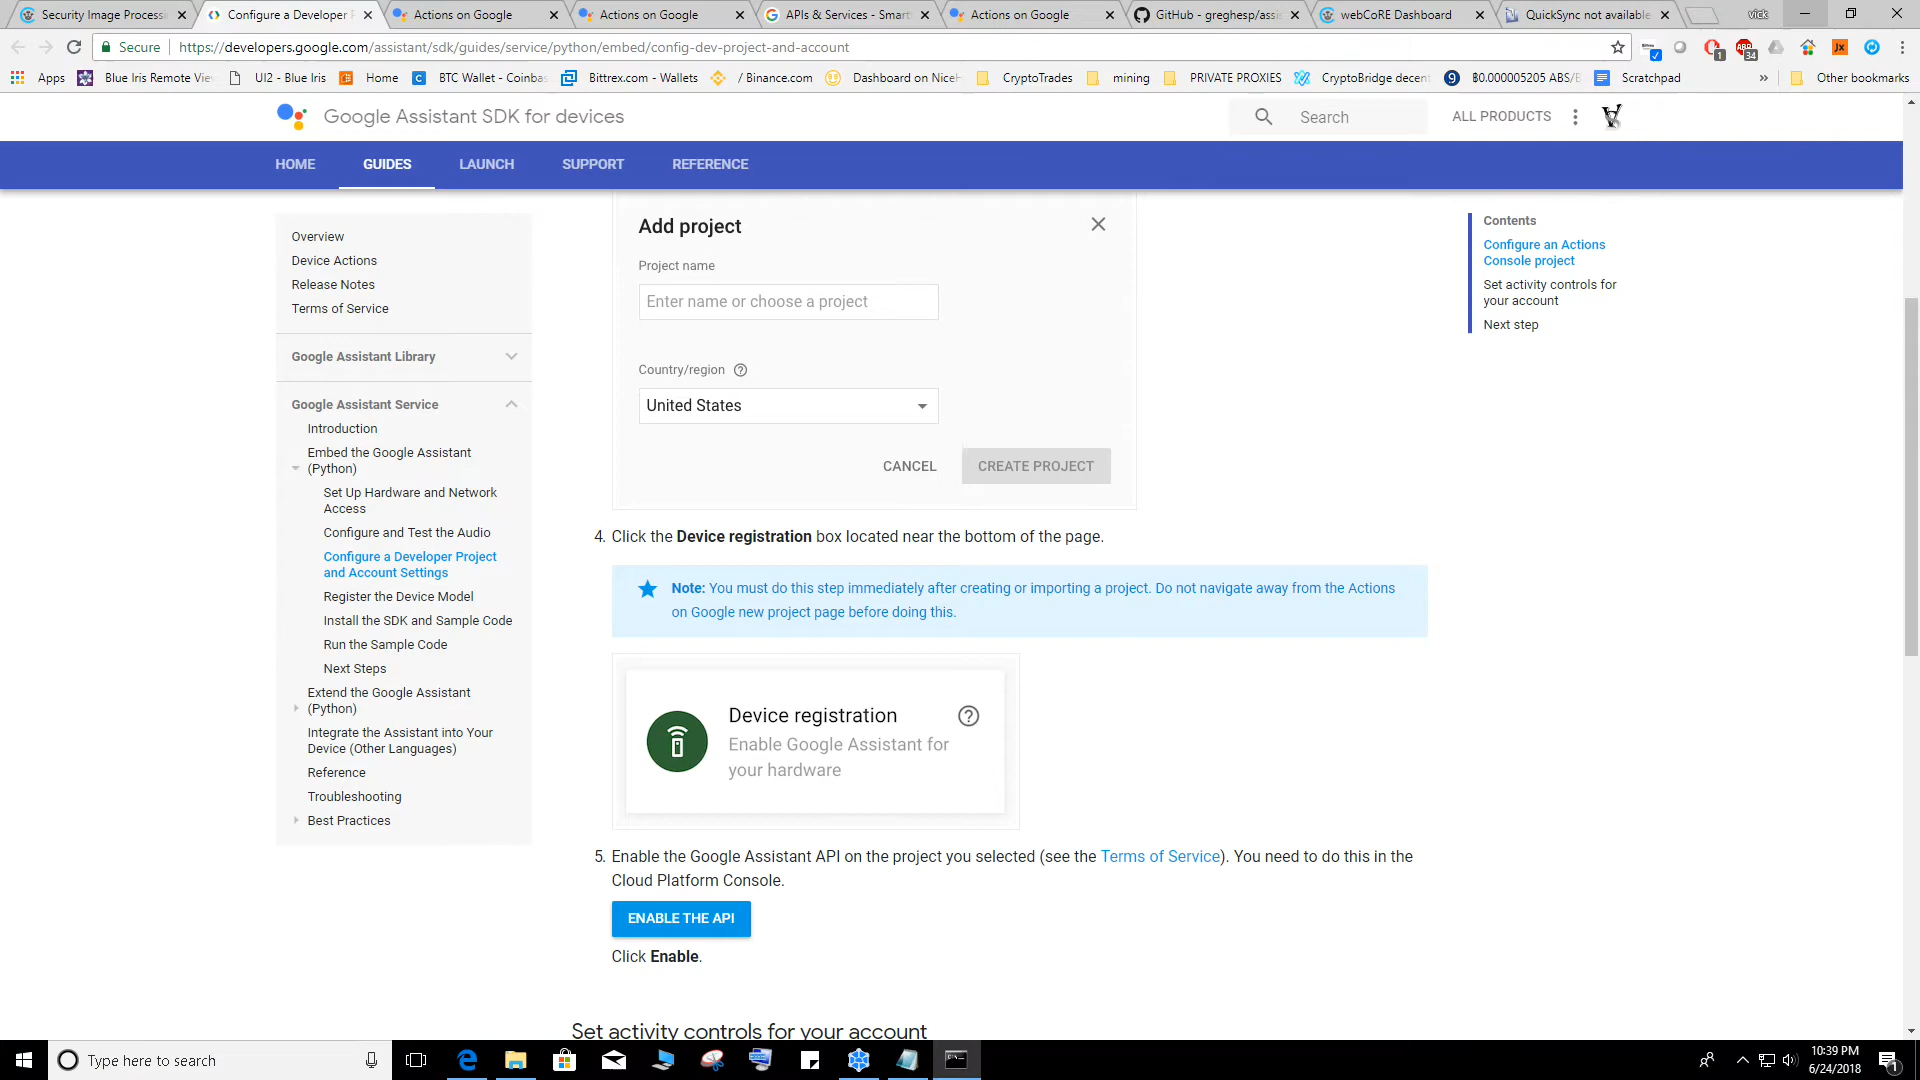 Security Image Processi
Configure a Developer P
Actions on Google
Actions on Google
APIs & Services - Smart
Actions on Google
GitHub - greghesp/assis
webCoRE Dashboard
QuickSync not available
vick
Secure
https://developers.google.com/assistant/sdk/guides/service/python/embed/config-dev-project-and-account
1
34
Apps
Blue Iris Remote Vie
UI2 - Blue Iris
Home
BTC Wallet - Coinbas
Bittrex.com - Wallets
/ Binance.com
Dashboard on NiceH
CryptoTrades
mining
PRIVATE PROXIES
CryptoBridge decent
฿0.000005205 ABS/B
Scratchpad
»
Other bookmarks
Google Assistant SDK for devices
Search
ALL PRODUCTS
HOME
GUIDES
LAUNCH
SUPPORT
REFERENCE
Overview
Device Actions
Release Notes
Terms of Service
Google Assistant Library
Google Assistant Service
Introduction
Embed the Google Assistant
(Python)
Set Up Hardware and Network
Access
Configure and Test the Audio
Configure a Developer Project
and Account Settings
Register the Device Model
Install the SDK and Sample Code
Run the Sample Code
Next Steps
Extend the Google Assistant
(Python)
Integrate the Assistant into Your
Device (Other Languages)
Reference
Troubleshooting
Best Practices
Add project
Project name
Enter name or choose a project
Country/region
United States
CANCEL
CREATE PROJECT
4. Click the Device registration box located near the bottom of the page.
Note: You must do this step immediately after creating or importing a project. Do not navigate away from the Actions
on Google new project page before doing this.
Device registration
Enable Google Assistant for
your hardware
5. Enable the Google Assistant API on the project you selected (see the Terms of Service). You need to do this in the
Cloud Platform Console.
ENABLE THE API
Click Enable.
Set activity controls for your account
Contents
Configure an Actions
Console project
Set activity controls for
your account
Next step
Type here to search
10:39 PM
6/24/2018
1